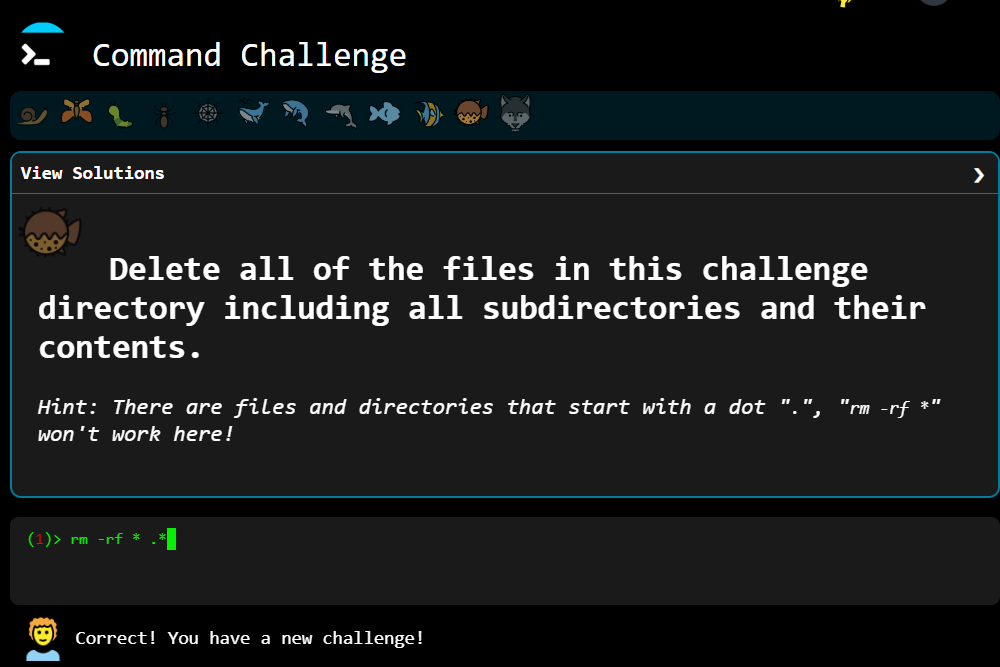 Command Challenge
View Solutions
Delete all of the files in this challenge
directory including all subdirectories and their
contents.
Hint: There are files and directories that start with a dot ".", "rm -rf *"
won't work here!
(1)> rm -rf * .*
Correct! You have a new challenge!